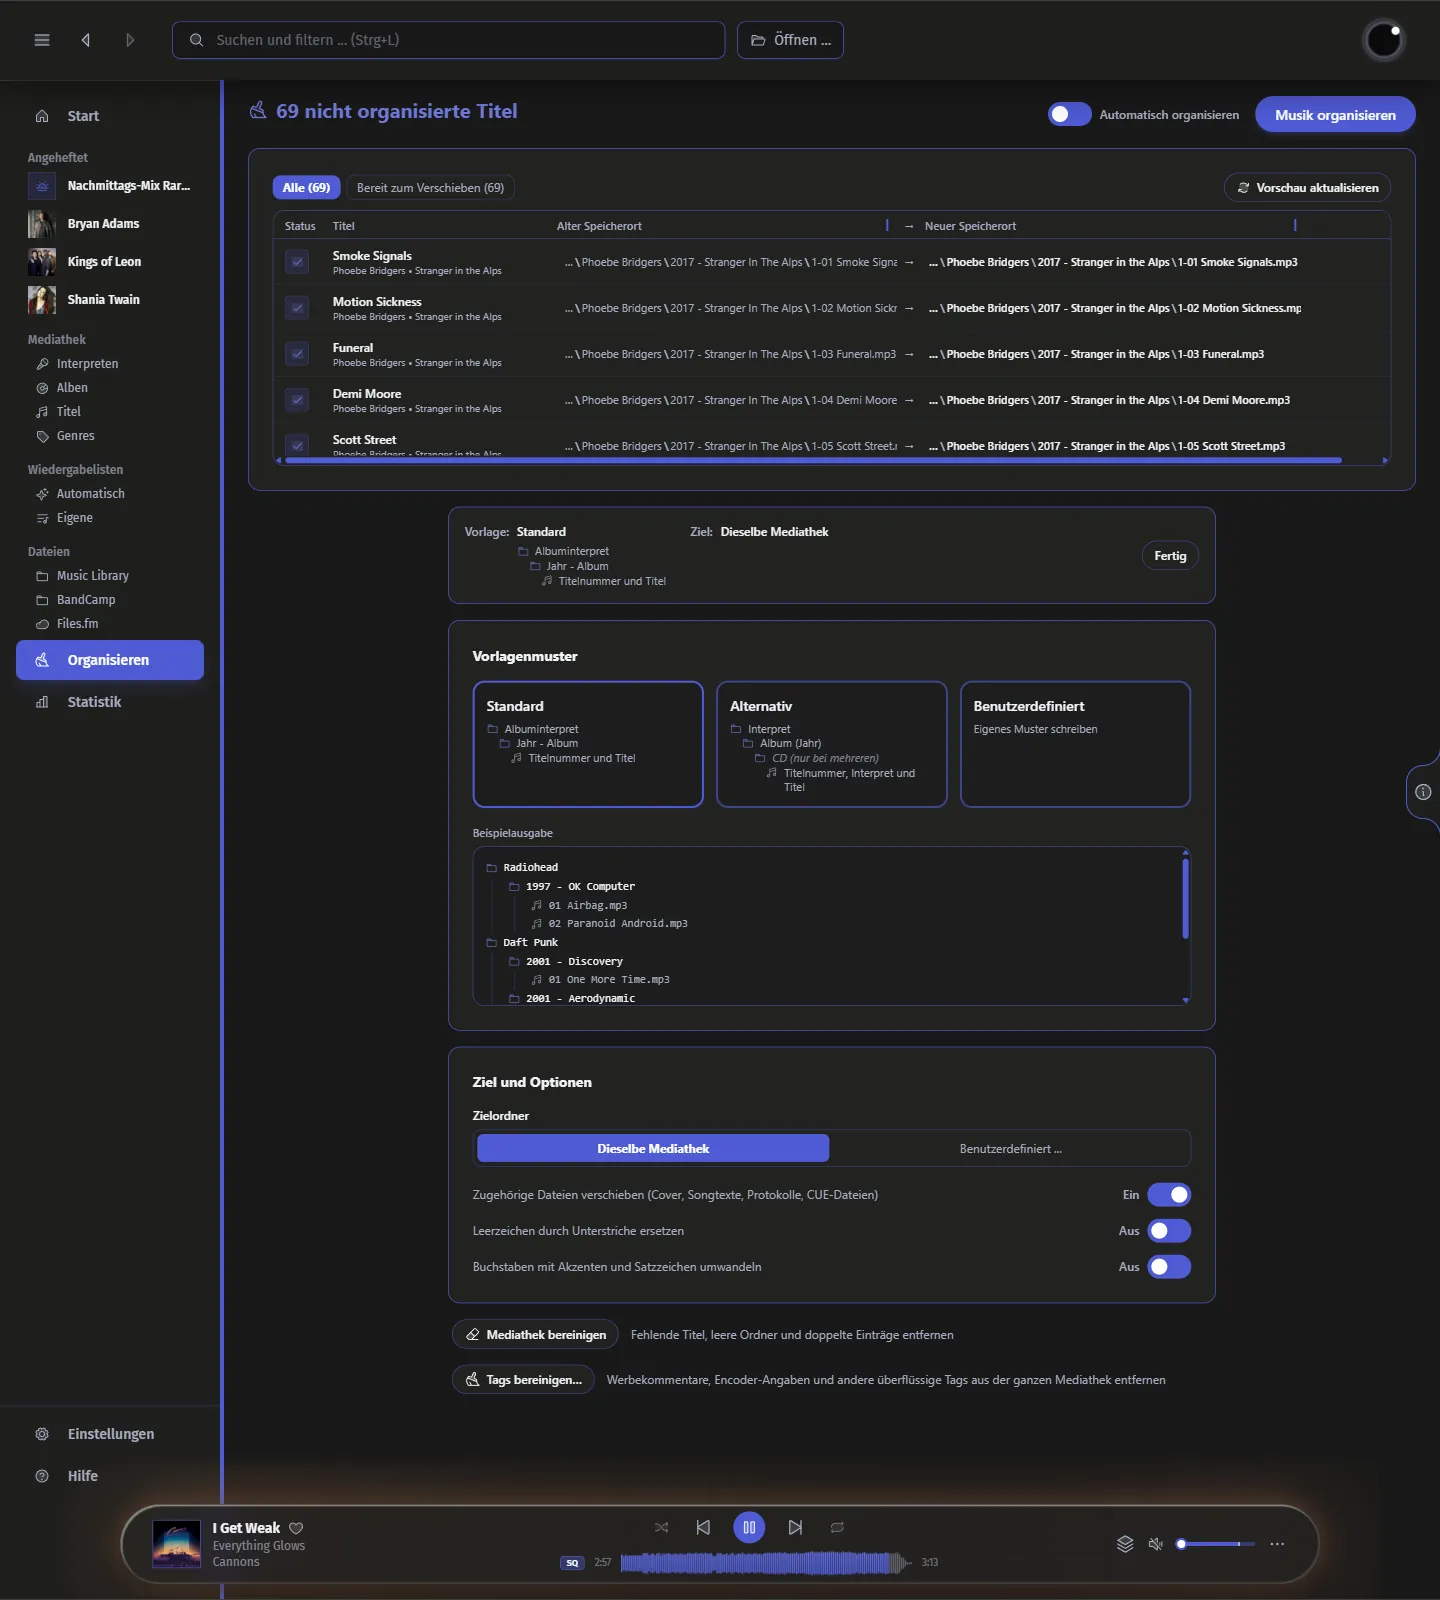 Suchen und filtern ... (Strg+L)
Öffnen ...
Start
Angeheftet
Nachmittags-Mix Rar...
Bryan Adams
Kings of Leon
Shania Twain
Mediathek
Interpreten
Alben
Titel
Genres
Wiedergabelisten
Automatisch
Eigene
Dateien
Music Library
BandCamp
Files.fm
Organisieren
Statistik
Einstellungen
Hilfe
69 nicht organisierte Titel
Automatisch organisieren
Musik organisieren
Alle (69)
Bereit zum Verschieben (69)
Vorschau aktualisieren
Status Titel Alter Speicherort → Neuer Speicherort
Smoke Signals
Phoebe Bridgers • Stranger in the Alps
...\Phoebe Bridgers\2017 - Stranger In The Alps\1-01 Smoke Signa → ...\Phoebe Bridgers\2017 - Stranger in the Alps\1-01 Smoke Signals.mp3
Motion Sickness
Phoebe Bridgers • Stranger in the Alps
...\Phoebe Bridgers\2017 - Stranger In The Alps\1-02 Motion Sickr → ...\Phoebe Bridgers\2017 - Stranger in the Alps\1-02 Motion Sickness.mp
Funeral
Phoebe Bridgers • Stranger in the Alps
...\Phoebe Bridgers\2017 - Stranger In The Alps\1-03 Funeral.mp3 → ...\Phoebe Bridgers\2017 - Stranger in the Alps\1-03 Funeral.mp3
Demi Moore
Phoebe Bridgers • Stranger in the Alps
...\Phoebe Bridgers\2017 - Stranger In The Alps\1-04 Demi Moore → ...\Phoebe Bridgers\2017 - Stranger in the Alps\1-04 Demi Moore.mp3
Scott Street
Phoebe Bridgers • Stranger in the Alps
...\Phoebe Bridgers\2017 - Stranger In The Alps\1-05 Scott Street.r → ...\Phoebe Bridgers\2017 - Stranger in the Alps\1-05 Scott Street.mp3
Vorlage: Standard
Albuminterpret
Jahr - Album
Titelnummer und Titel
Ziel: Dieselbe Mediathek
Fertig
Vorlagenmuster
Standard
Albuminterpret
Jahr - Album
Titelnummer und Titel
Alternativ
Interpret
Album (Jahr)
CD (nur bei mehreren)
Titelnummer, Interpret und
Titel
Benutzerdefiniert
Eigenes Muster schreiben
Beispielausgabe
Radiohead
1997 - OK Computer
01 Airbag.mp3
02 Paranoid Android.mp3
Daft Punk
2001 - Discovery
01 One More Time.mp3
2001 - Aerodynamic
Ziel und Optionen
Zielordner
Dieselbe Mediathek
Benutzerdefiniert ...
Zugehörige Dateien verschieben (Cover, Songtexte, Protokolle, CUE-Dateien) Ein
Leerzeichen durch Unterstriche ersetzen Aus
Buchstaben mit Akzenten und Satzzeichen umwandeln Aus
Mediathek bereinigen Fehlende Titel, leere Ordner und doppelte Einträge entfernen
Tags bereinigen... Werbekommentare, Encoder-Angaben und andere überflüssige Tags aus der ganzen Mediathek entfernen
I Get Weak
Everything Glows
Cannons
SQ 2:57 3:13